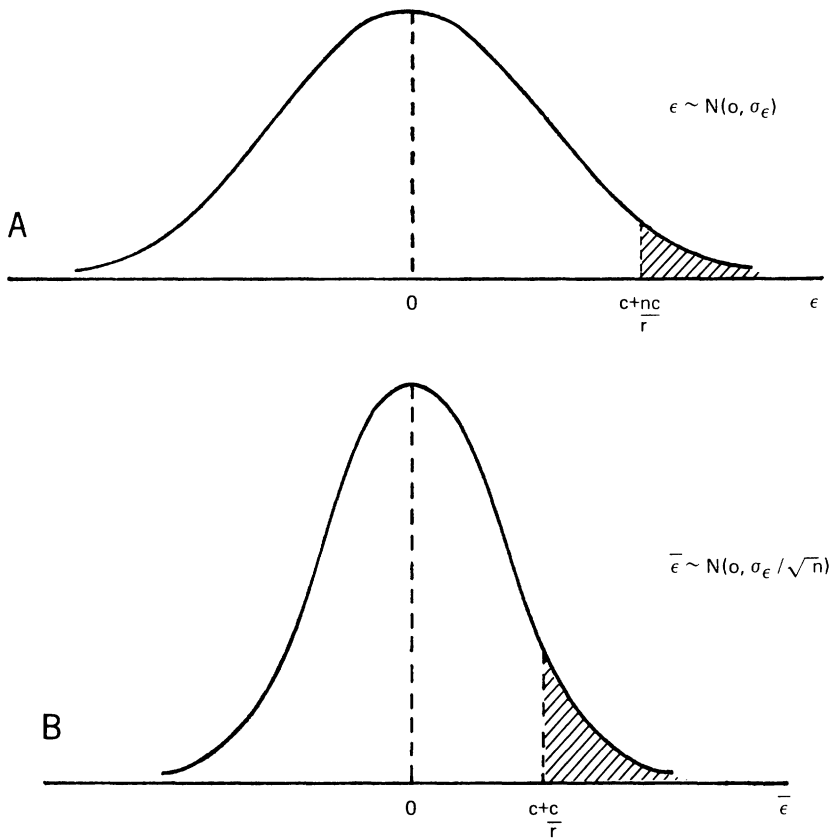 ϵ ~ N(o, σϵ)
A
0 c+nc/r ϵ
ϵ̅ ~ N(o, σϵ /√n)
B
0 c+c/r ϵ̅